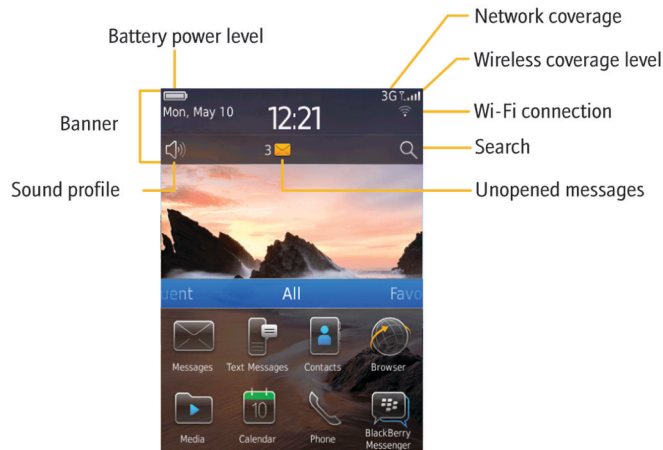 Network coverage
Battery power level
Wireless coverage level
3G
Mon, May 10
12:21
Wi-Fi connection
Banner
3
Search
Sound profile
Unopened messages
uent
All
Favo
Messages
Text Messages
Contacts
Browser
10
Media
Calendar
Phone
BlackBerry
Messenger